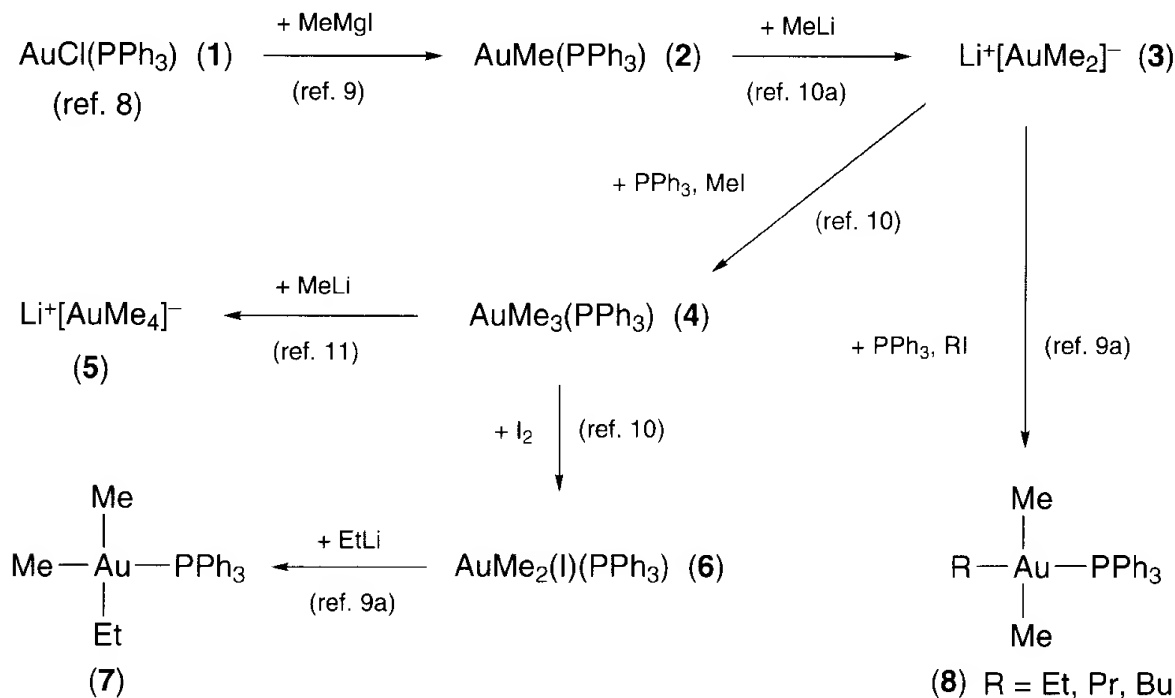 + MeMgI
+ MeLi
AuCl(PPh₃) (1)
AuMe(PPh₃) (2)
Li⁺[AuMe₂]⁻ (3)
(ref. 8)
(ref. 9)
(ref. 10a)
+ PPh₃, MeI
(ref. 10)
+ MeLi
Li⁺[AuMe₄]⁻
AuMe₃(PPh₃) (4)
(5)
(ref. 11)
+ PPh₃, RI
(ref. 9a)
+ I₂
(ref. 10)
Me
Me
+ EtLi
Me Au PPh₃
AuMe₂(I)(PPh₃) (6)
R Au PPh₃
(ref. 9a)
Et
Me
(7)
(8) R = Et, Pr, Bu